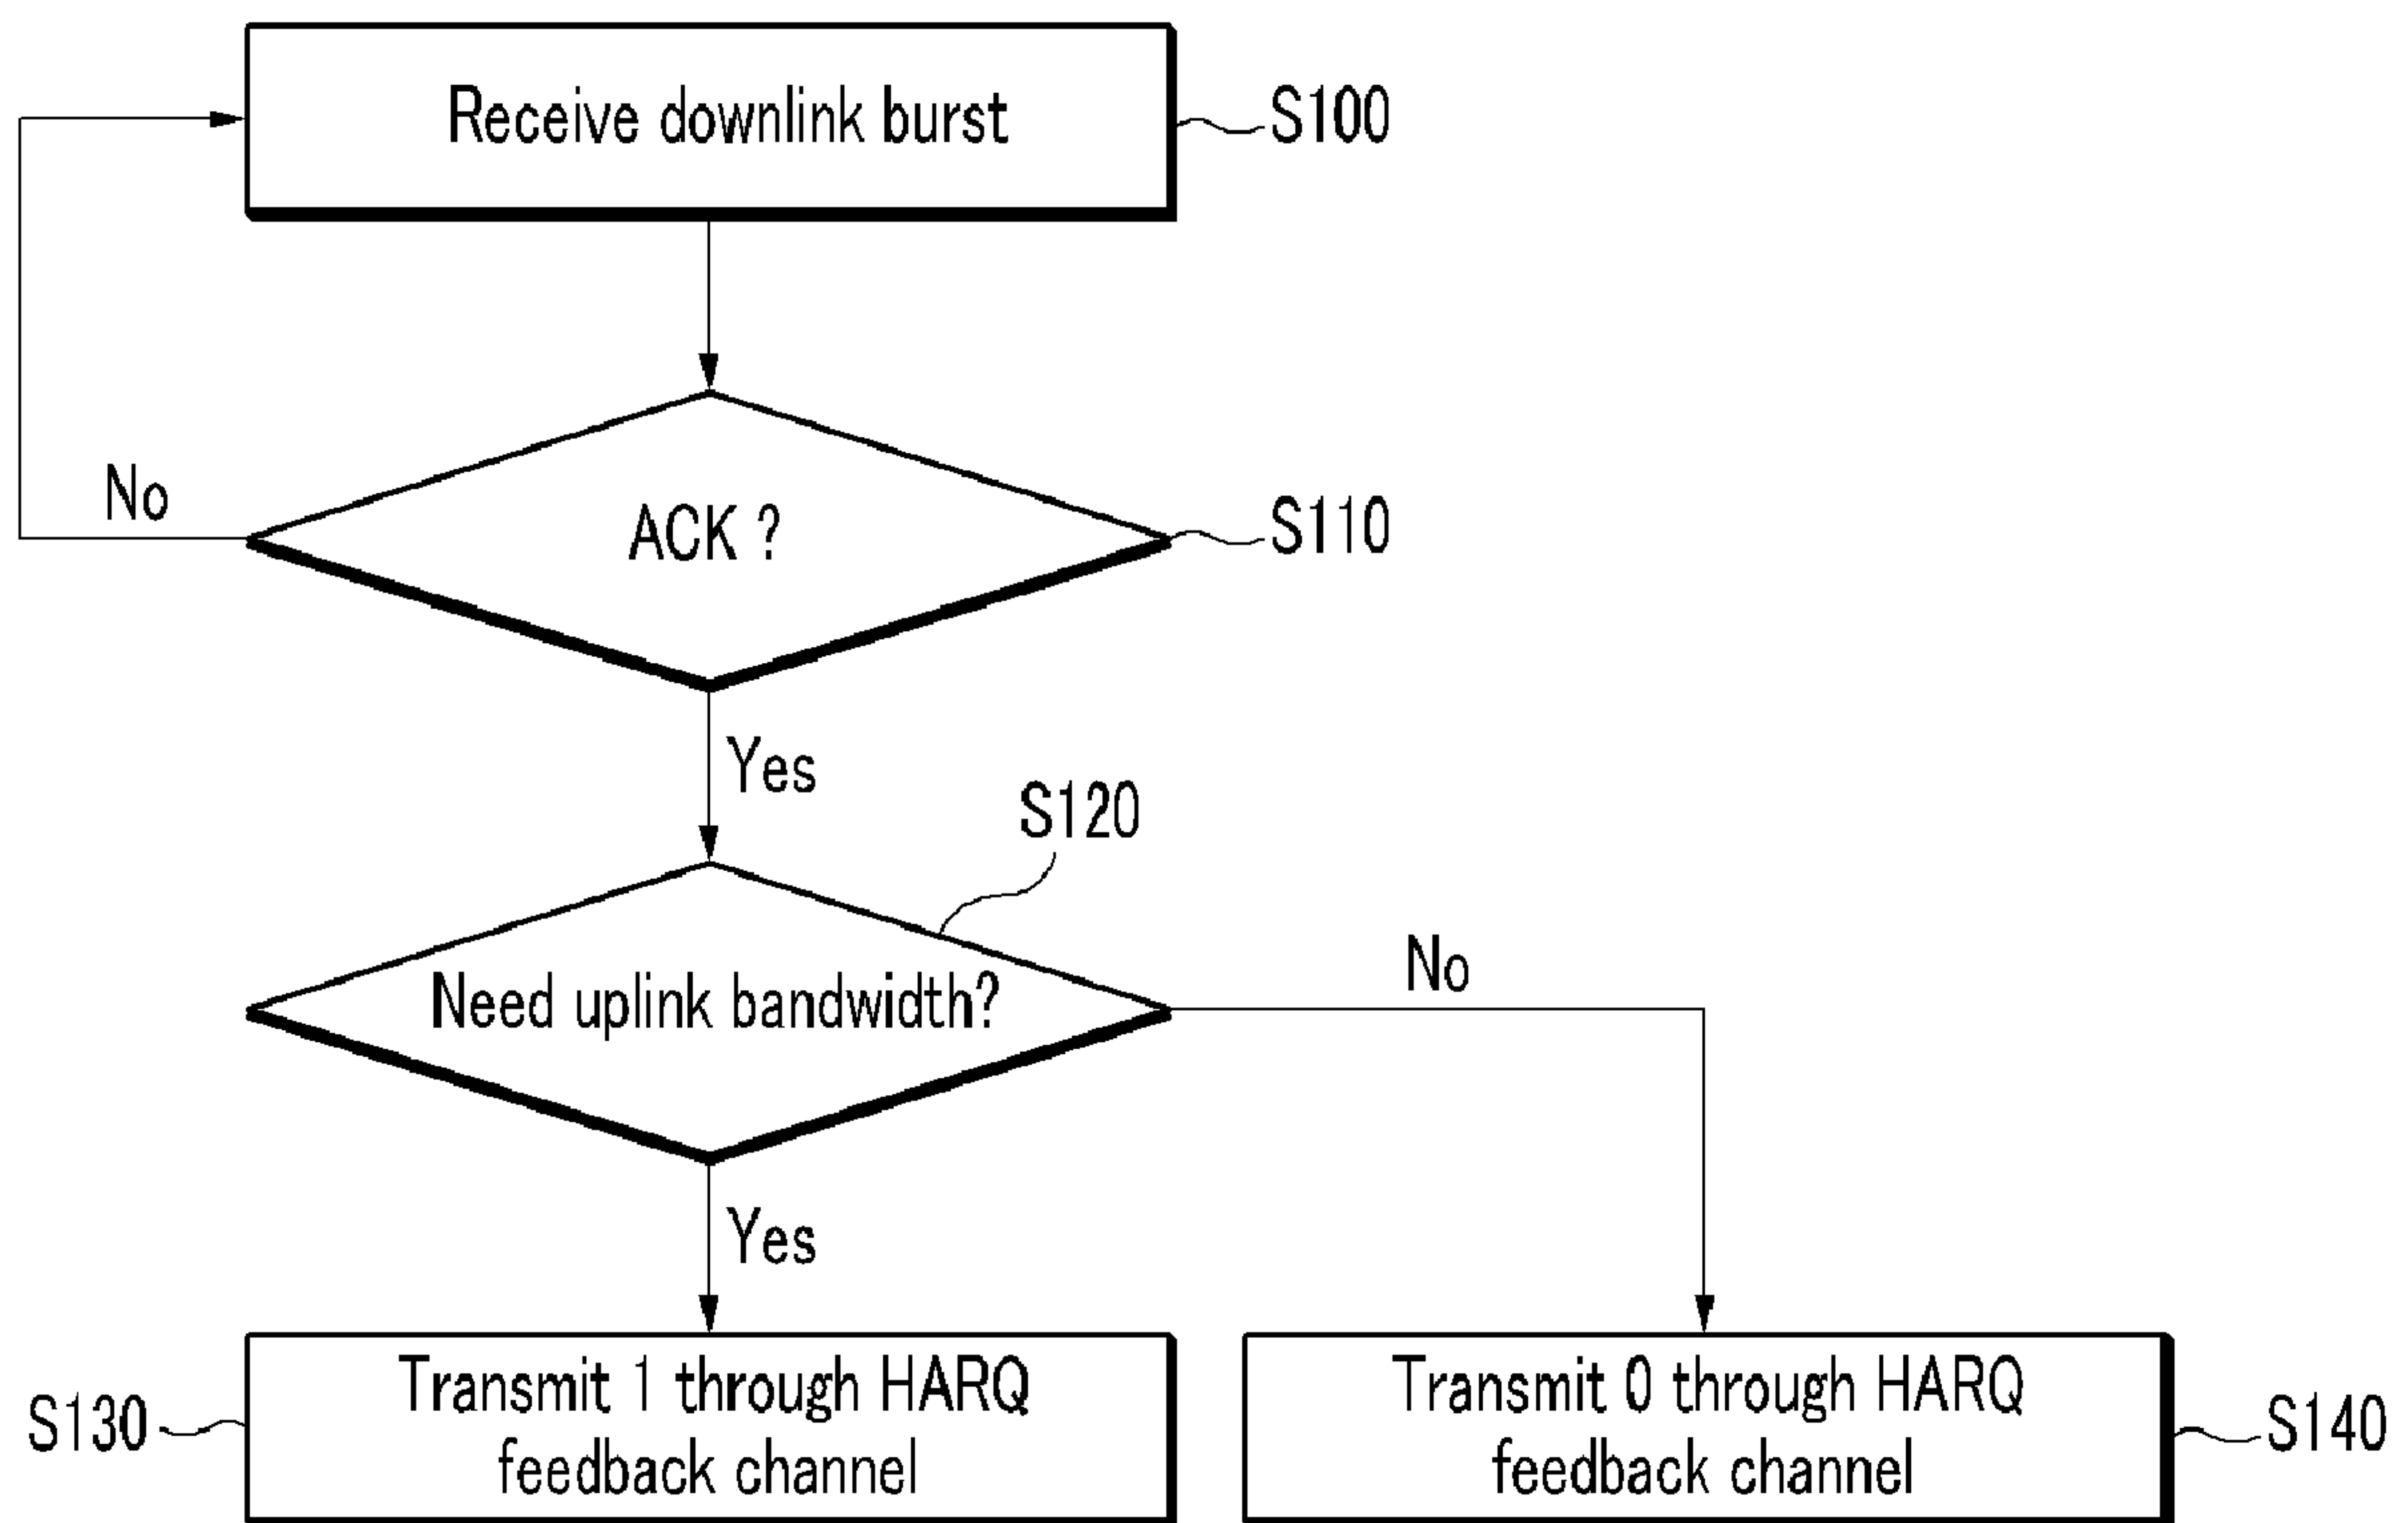 Receive downlink burst
S100
No
ACK ?
S110
Yes
S120
Need uplink bandwidth?
No
Yes
S130
Transmit 1 through HARQ
feedback channel
Transmit 0 through HARQ
feedback channel
S140